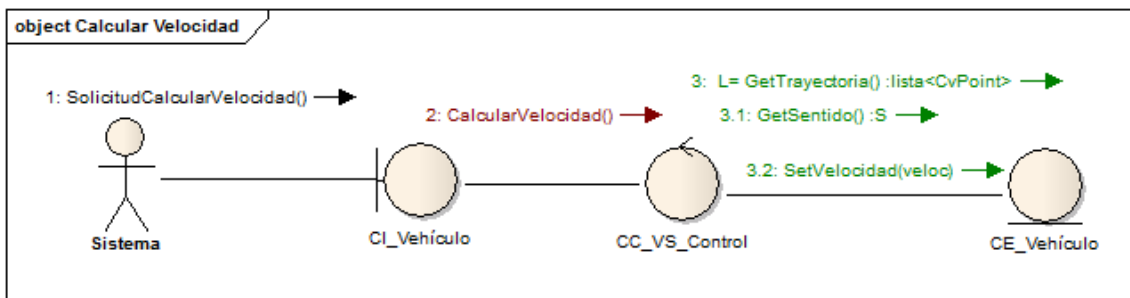 object Calcular Velocidad
1: SolicitudCalcularVelocidad()
2: CalcularVelocidad()
3: L= GetTrayectoria() :lista<CvPoint>
3.1: GetSentido() :S
3.2: SetVelocidad(veloc)
Sistema
CI_Vehículo
CC_VS_Control
CE_Vehículo